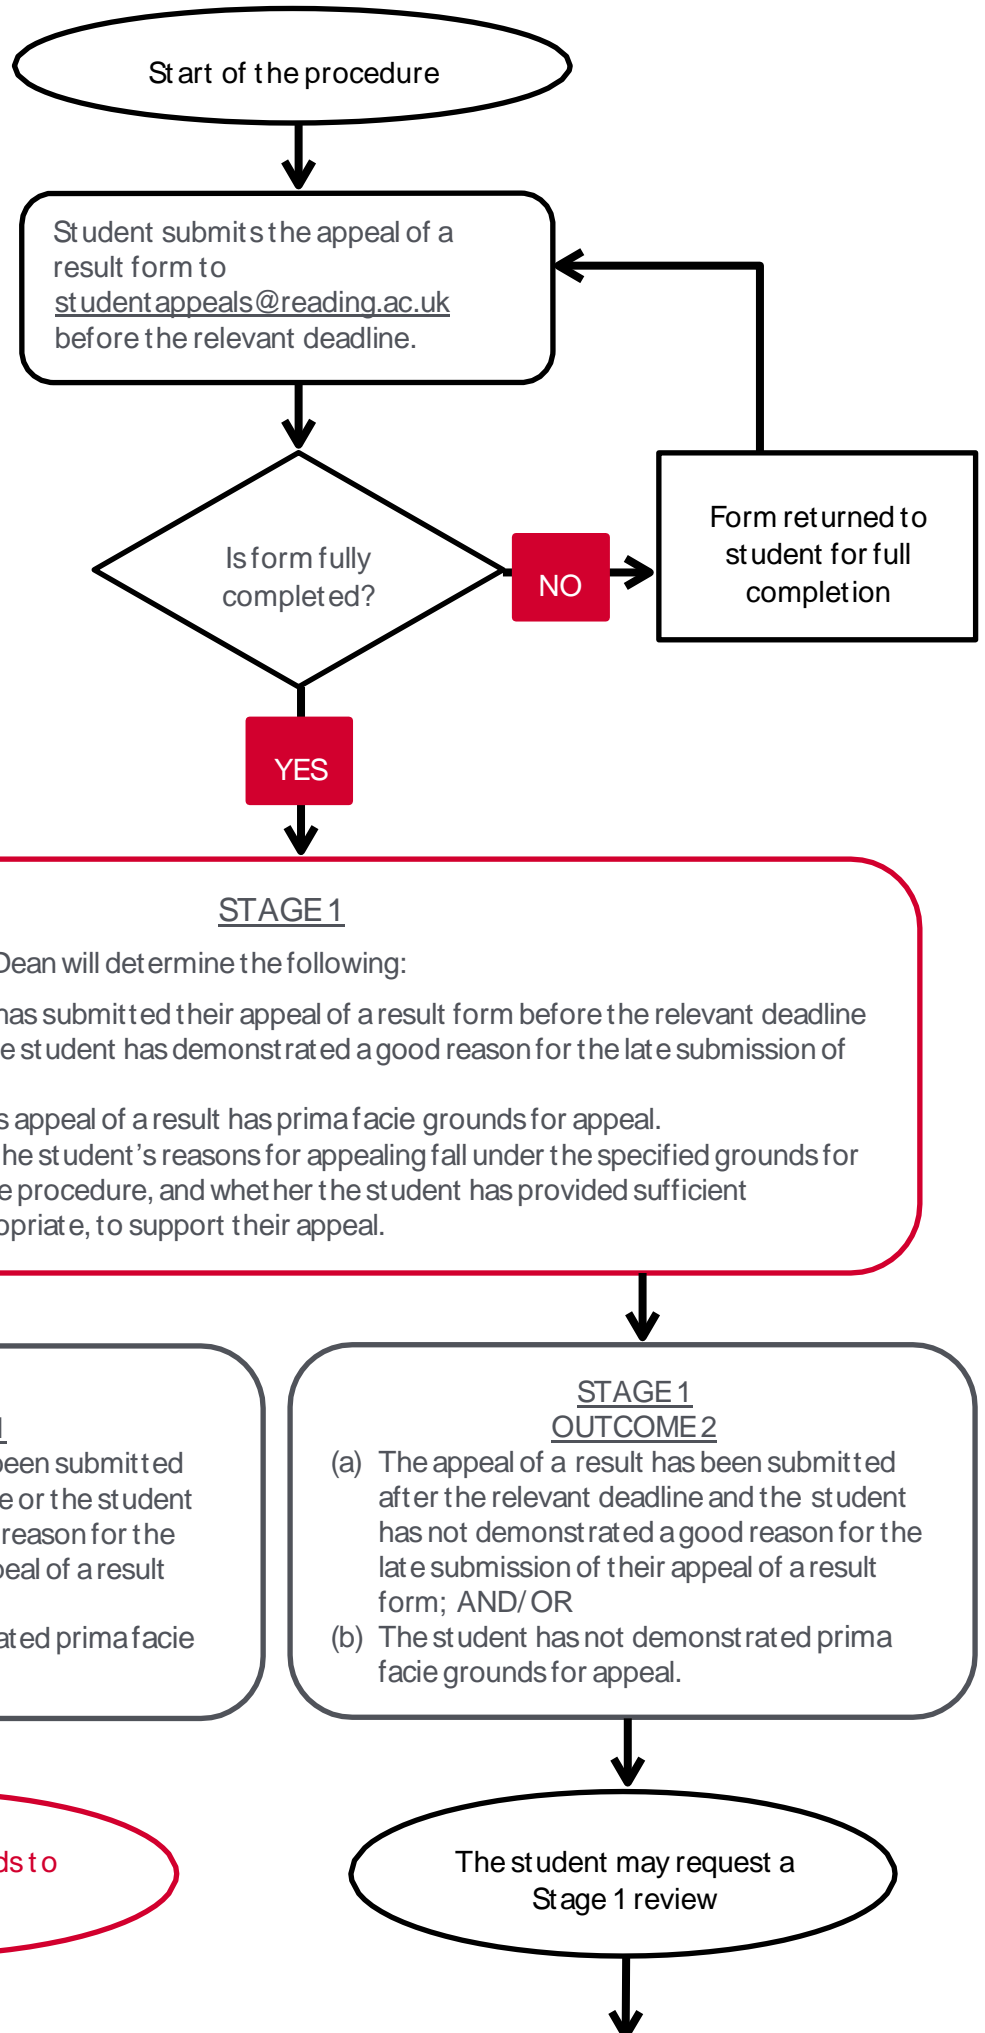 Start of the procedure
Student submits the appeal of a
result form to
studentappeals@reading.ac.uk
before the relevant deadline.
Is form fully
completed?
NO
Form returned to
student for full
completion
YES
STAGE 1
Dean will determine the following:
has submitted their appeal of a result form before the relevant deadline
e student has demonstrated a good reason for the late submission of
s appeal of a result has prima facie grounds for appeal.
he student’s reasons for appealing fall under the specified grounds for
e procedure, and whether the student has provided sufficient
opriate, to support their appeal.
1
been submitted
e or the student
reason for the
peal of a result
ated prima facie
STAGE 1
OUTCOME 2
(a) The appeal of a result has been submitted
after the relevant deadline and the student
has not demonstrated a good reason for the
late submission of their appeal of a result
form; AND/OR
(b) The student has not demonstrated prima
facie grounds for appeal.
ds to
The student may request a
Stage 1 review